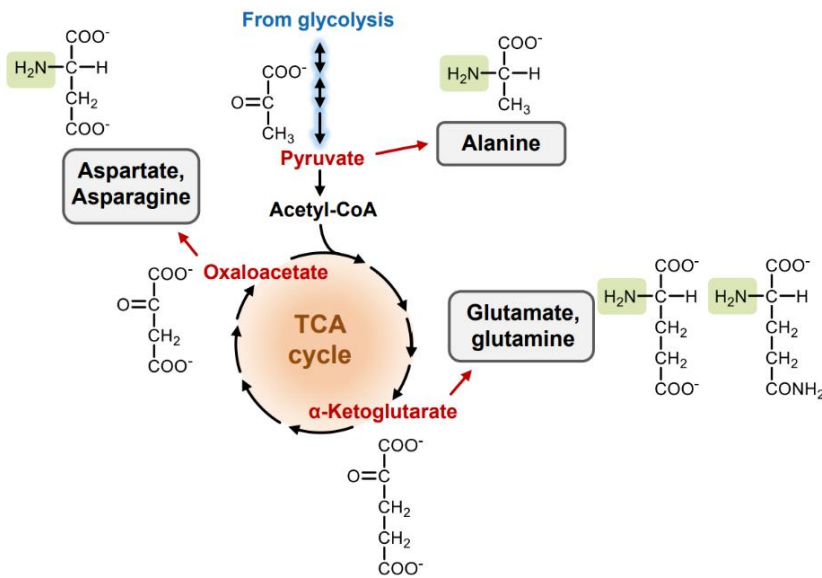 From glycolysis
COO⁻
H₂N–C–H
CH₂
COO⁻
COO⁻
O=C
CH₃
COO⁻
H₂N–C–H
CH₃
Pyruvate
Alanine
Aspartate,
Asparagine
Acetyl-CoA
Oxaloacetate
COO⁻
O=C
CH₂
COO⁻
TCA
cycle
Glutamate,
glutamine
COO⁻
H₂N–C–H
CH₂
CH₂
COO⁻
COO⁻
H₂N–C–H
CH₂
CH₂
CONH₂
α-Ketoglutarate
COO⁻
O=C
CH₂
CH₂
COO⁻